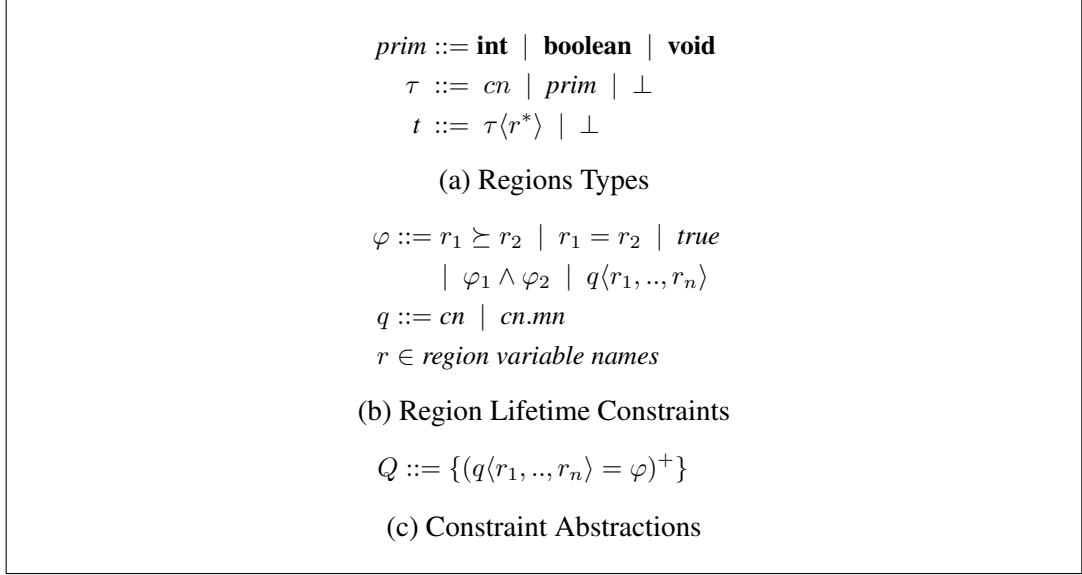 prim ::= int | boolean | void
τ ::= cn | prim | ⊥
t ::= τ⟨r*⟩ | ⊥
(a) Regions Types
φ ::= r₁ ⪰ r₂ | r₁ = r₂ | true
| φ₁ ∧ φ₂ | q⟨r₁, .., rₙ⟩
q ::= cn | cn.mn
r ∈ region variable names
(b) Region Lifetime Constraints
Q ::= {(q⟨r₁, .., rₙ⟩ = φ)⁺}
(c) Constraint Abstractions